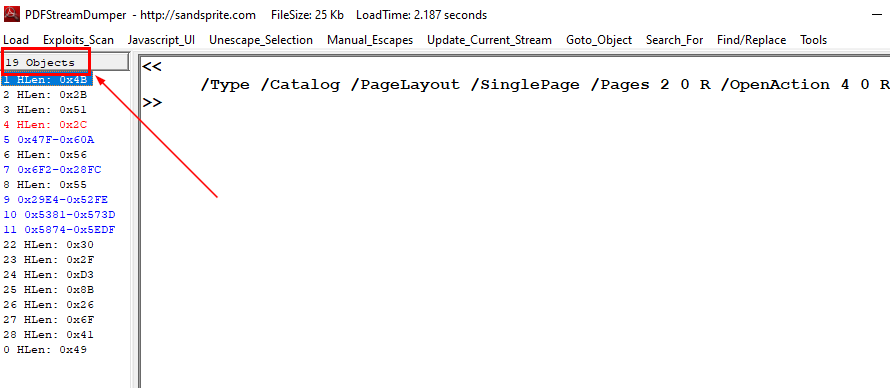 PDFStreamDumper - http://sandsprite.com FileSize: 25 Kb LoadTime: 2.187 seconds
Load Exploits_Scan Javascript_UI Unescape_Selection Manual_Escapes Update_Current_Stream Goto_Object Search_For Find/Replace Tools
19 Objects
1 HLen: 0x4B
2 HLen: 0x2B
3 HLen: 0x51
4 HLen: 0x2C
5 0x47F-0x60A
6 HLen: 0x56
7 0x6F2-0x28FC
8 HLen: 0x55
9 0x29E4-0x52FE
10 0x5381-0x573D
11 0x5874-0x5EDF
22 HLen: 0x30
23 HLen: 0x2F
24 HLen: 0xD3
25 HLen: 0x8B
26 HLen: 0x26
27 HLen: 0x6F
28 HLen: 0x41
0 HLen: 0x49
<<
/Type /Catalog /PageLayout /SinglePage /Pages 2 0 R /OpenAction 4 0 R
>>